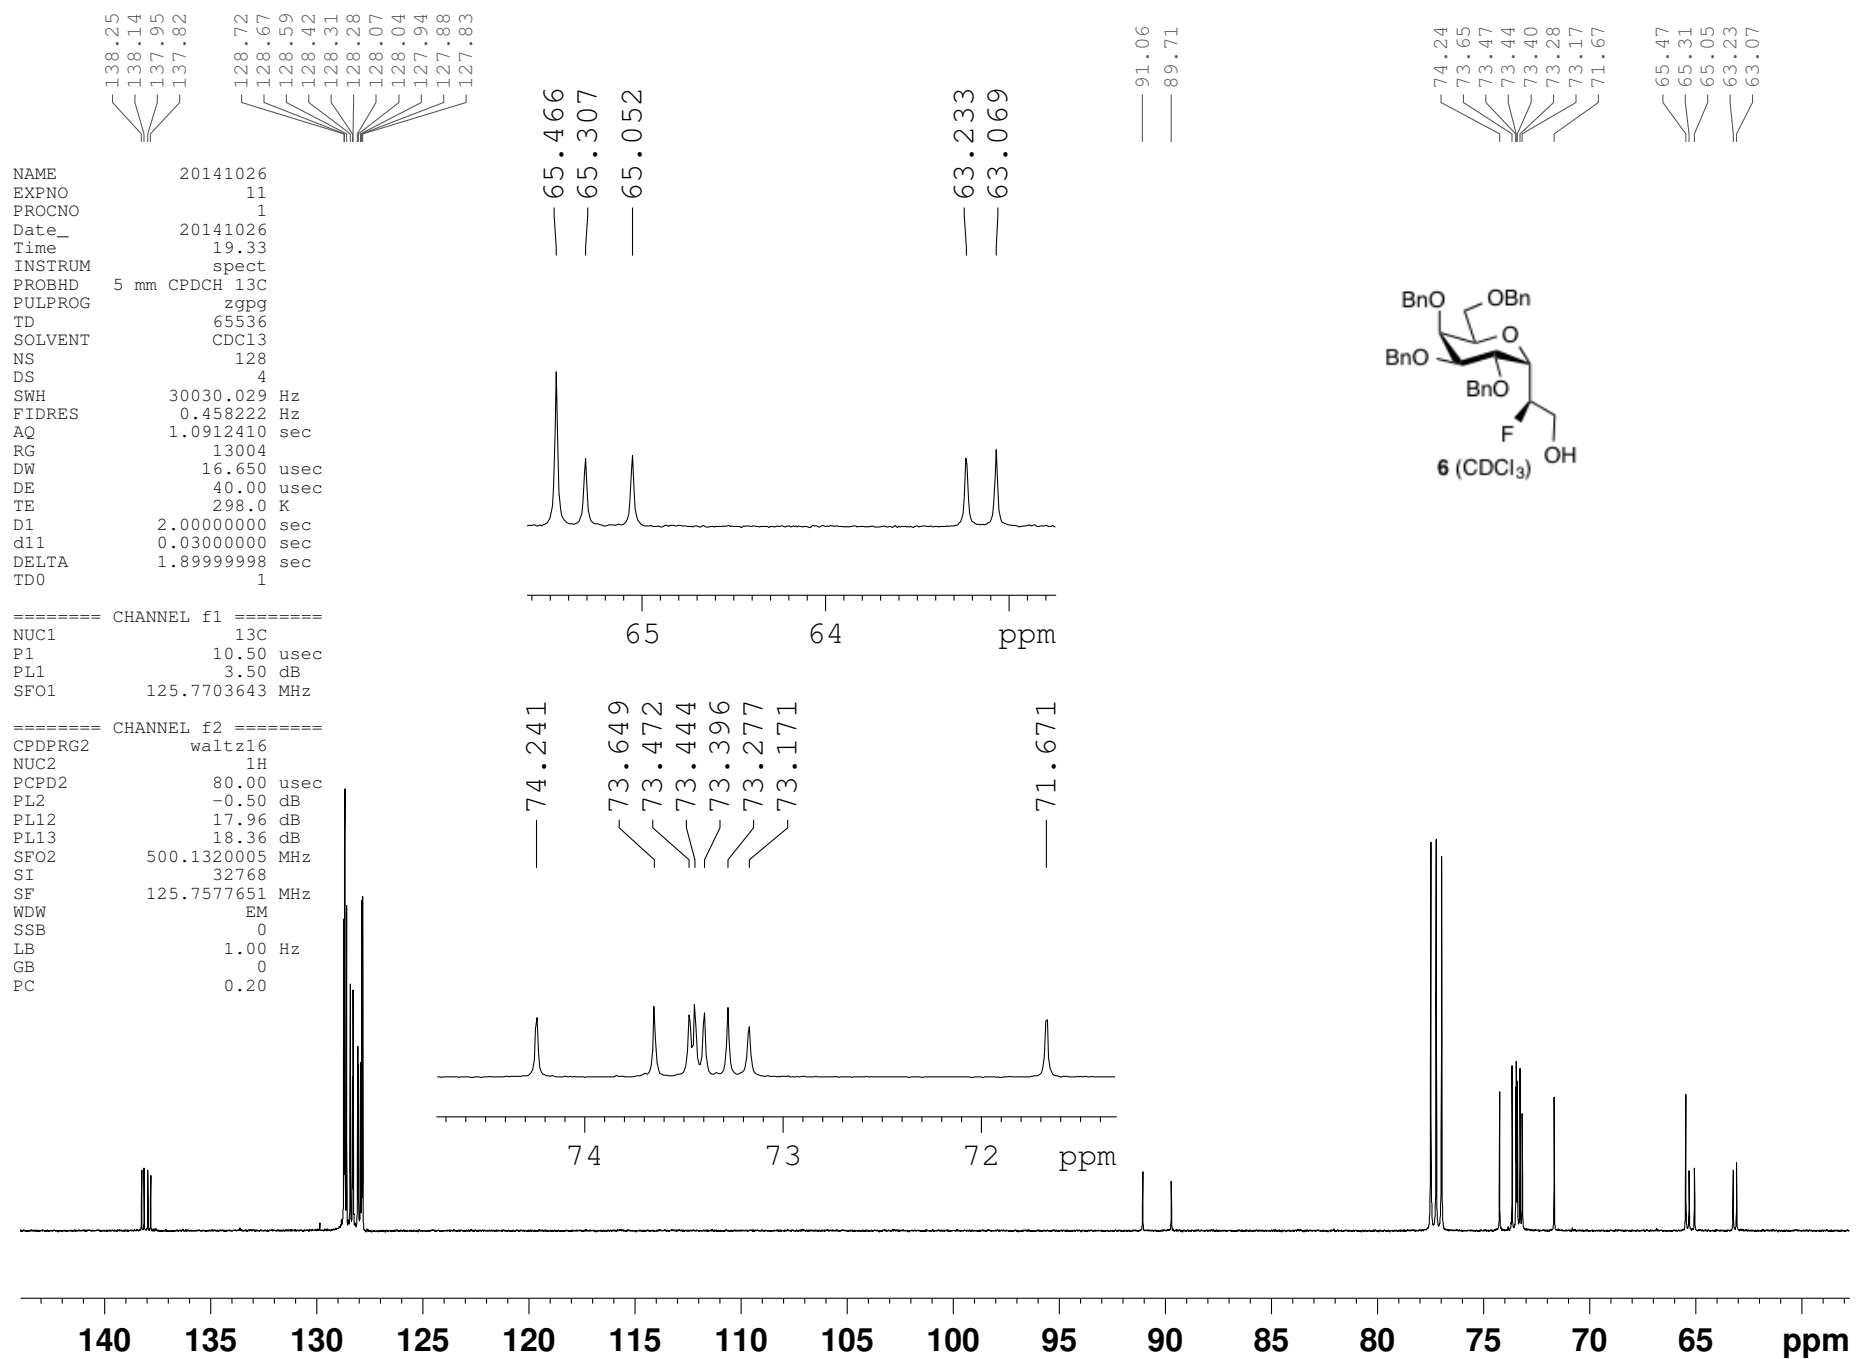 138.25
138.14
137.95
137.82
128.72
128.67
128.59
128.42
128.31
128.28
128.07
128.04
127.94
127.88
127.83
91.06
89.71
74.24
73.65
73.47
73.44
73.40
73.28
73.17
71.67
65.47
65.31
65.05
63.23
63.07
NAME 20141026
EXPNO 11
PROCNO 1
Date_ 20141026
Time 19.33
INSTRUM spect
PROBHD 5 mm CPDCH 13C
PULPROG zgpg
TD 65536
SOLVENT CDCl3
NS 128
DS 4
SWH 30030.029 Hz
FIDRES 0.458222 Hz
AQ 1.0912410 sec
RG 13004
DW 16.650 usec
DE 40.00 usec
TE 298.0 K
D1 2.00000000 sec
d11 0.03000000 sec
DELTA 1.89999998 sec
TD0 1
======== CHANNEL f1 ========
NUC1 13C
P1 10.50 usec
PL1 3.50 dB
SFO1 125.7703643 MHz
======== CHANNEL f2 ========
CPDPRG2 waltz16
NUC2 1H
PCPD2 80.00 usec
PL2 -0.50 dB
PL12 17.96 dB
PL13 18.36 dB
SFO2 500.1320005 MHz
SI 32768
SF 125.7577651 MHz
WDW EM
SSB 0
LB 1.00 Hz
GB 0
PC 0.20
65.466
65.307
65.052
63.233
63.069
65 64 ppm
74.241
73.649
73.472
73.444
73.396
73.277
73.171
71.671
74 73 72 ppm
BnO OBn
O
BnO
BnO
F
OH
6 (CDCl3)
140 135 130 125 120 115 110 105 100 95 90 85 80 75 70 65 ppm